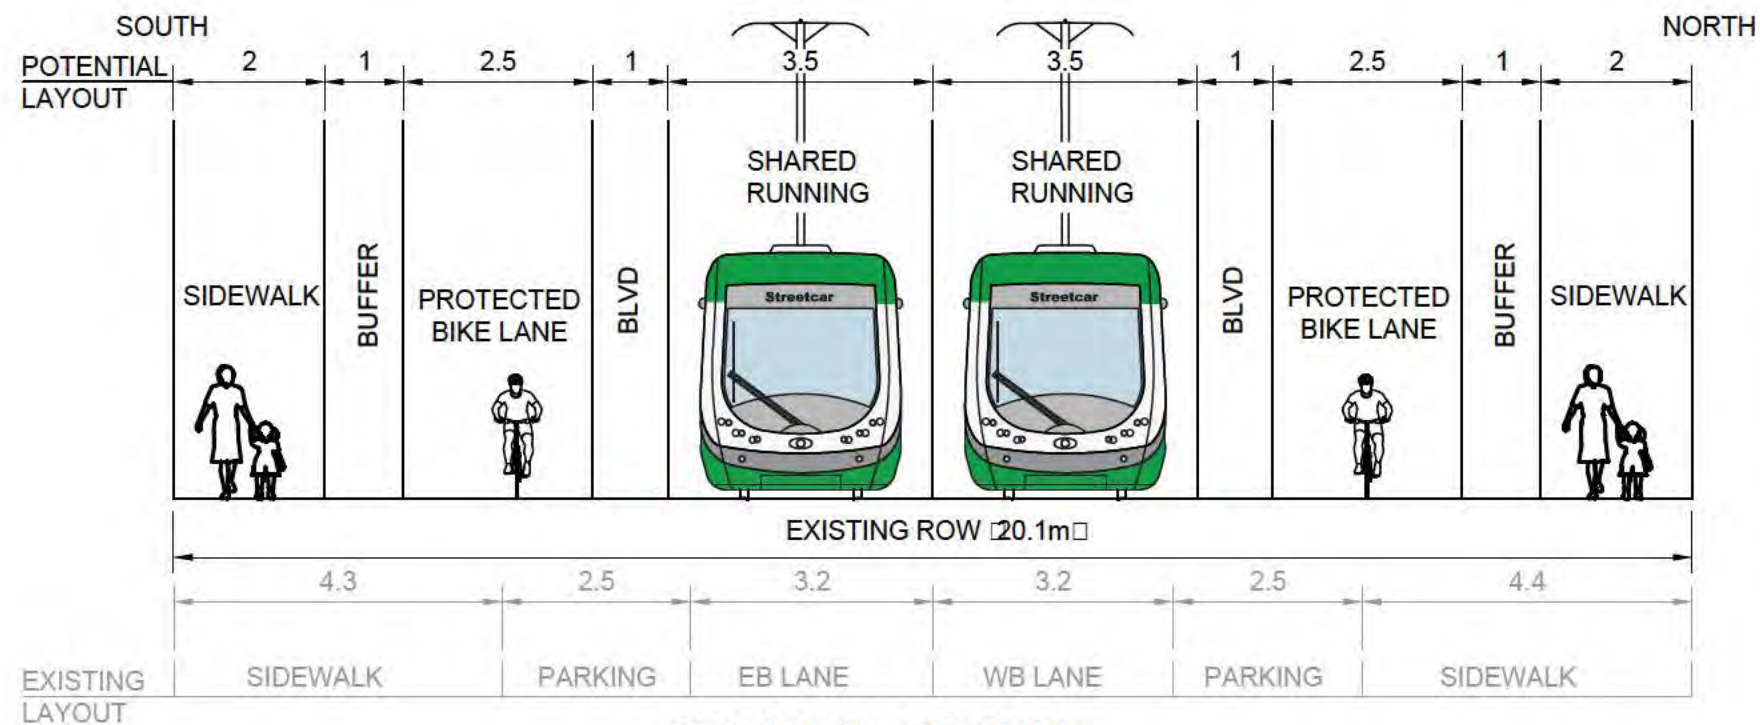 SOUTH
NORTH
POTENTIAL
LAYOUT
2 1 2.5 1 3.5 3.5 1 2.5 1 2
SHARED
RUNNING
SHARED
RUNNING
SIDEWALK
BUFFER
PROTECTED
BIKE LANE
BLVD
Streetcar
Streetcar
BLVD
PROTECTED
BIKE LANE
BUFFER
SIDEWALK
EXISTING ROW □20.1m□
4.3 2.5 3.2 3.2 2.5 4.4
EXISTING
LAYOUT
SIDEWALK PARKING EB LANE WB LANE PARKING SIDEWALK